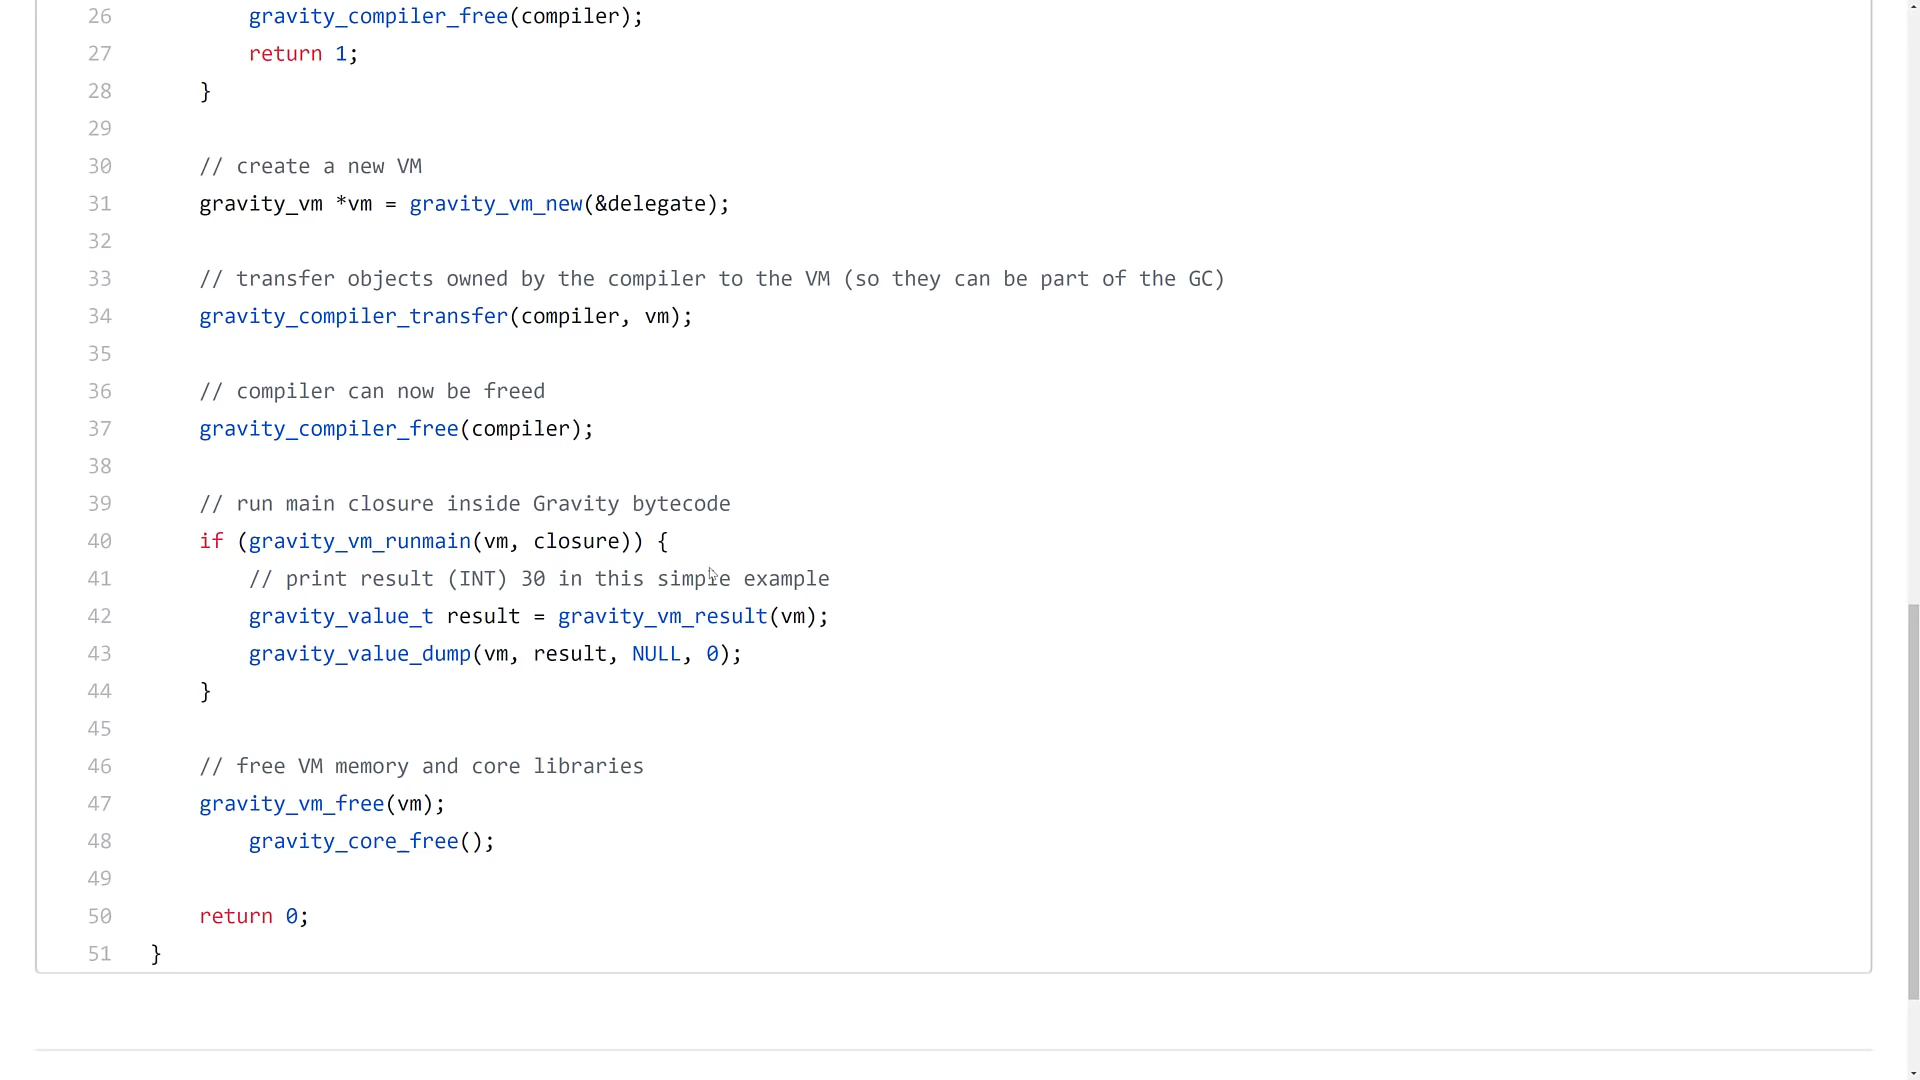 26 gravity_compiler_free(compiler);
27 return 1;
28 }
29
30 // create a new VM
31 gravity_vm *vm = gravity_vm_new(&delegate);
32
33 // transfer objects owned by the compiler to the VM (so they can be part of the GC)
34 gravity_compiler_transfer(compiler, vm);
35
36 // compiler can now be freed
37 gravity_compiler_free(compiler);
38
39 // run main closure inside Gravity bytecode
40 if (gravity_vm_runmain(vm, closure)) {
41 // print result (INT) 30 in this simple example
42 gravity_value_t result = gravity_vm_result(vm);
43 gravity_value_dump(vm, result, NULL, 0);
44 }
45
46 // free VM memory and core libraries
47 gravity_vm_free(vm);
48 gravity_core_free();
49
50 return 0;
51 }